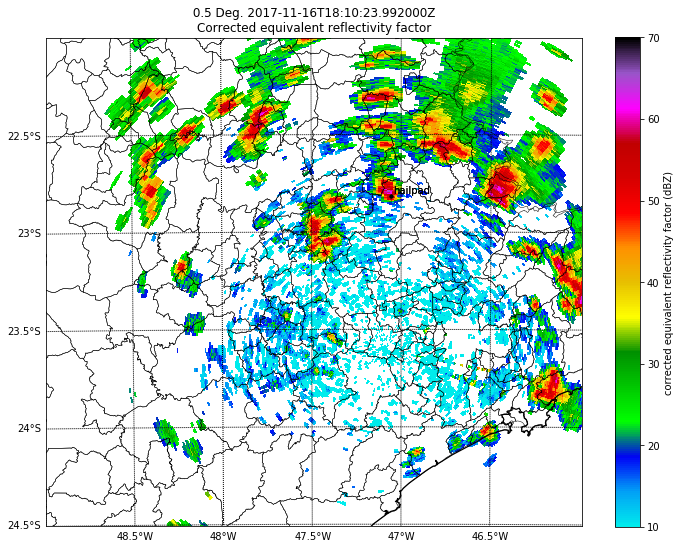 0.5 Deg. 2017-11-16T18:10:23.992000Z
Corrected equivalent reflectivity factor
70
60
50
40
30
20
10
corrected equivalent reflectivity factor (dBZ)
22.5°S
23°S
23.5°S
24°S
24.5°S
hailpad
48.5°W
48°W
47.5°W
47°W
46.5°W